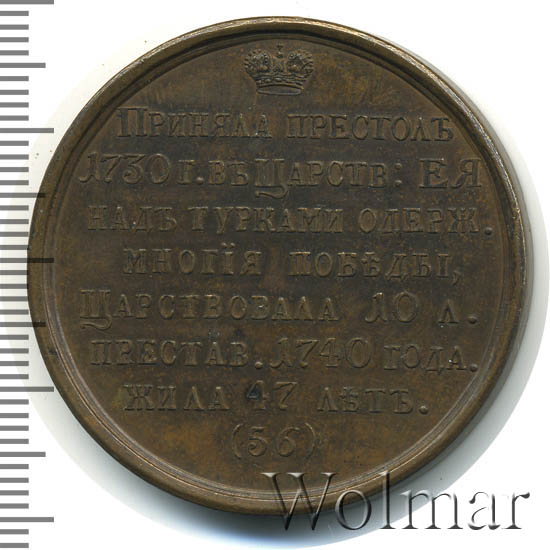 ПРИНЯЛА ПРЕСТОЛЪ
1730 Г. ВЪ ЦАРСТВ: ЕЯ
НАДЪ ТУРКАМИ ОДЕРЖ.
МНОГІЯ ПОБѢДЫ,
ЦАРСТВОВАЛА 10 Л.
ПРЕСТАВ. 1740 ГОДА.
ЖИЛА 47 ЛѢТЪ.
(56)
Wolmar